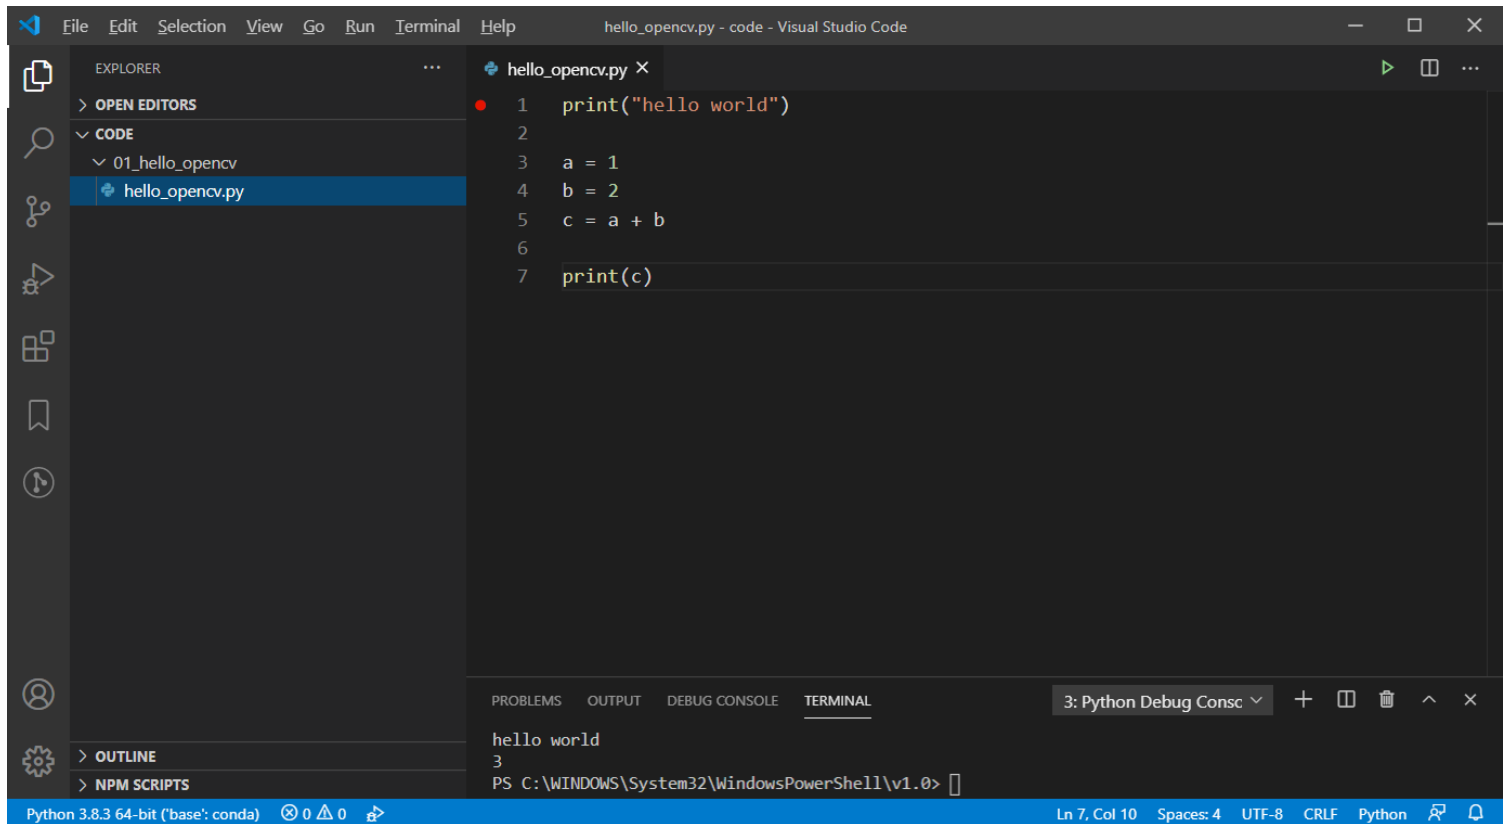 File Edit Selection View Go Run Terminal Help hello_opencv.py - code - Visual Studio Code
EXPLORER
OPEN EDITORS
CODE
01_hello_opencv
hello_opencv.py
OUTLINE
NPM SCRIPTS
hello_opencv.py
1 print("hello world")
2
3 a = 1
4 b = 2
5 c = a + b
6
7 print(c)
PROBLEMS OUTPUT DEBUG CONSOLE TERMINAL 3: Python Debug Consc
hello world
3
PS C:\WINDOWS\System32\WindowsPowerShell\v1.0>
Python 3.8.3 64-bit ('base': conda) 0 0 Ln 7, Col 10 Spaces: 4 UTF-8 CRLF Python